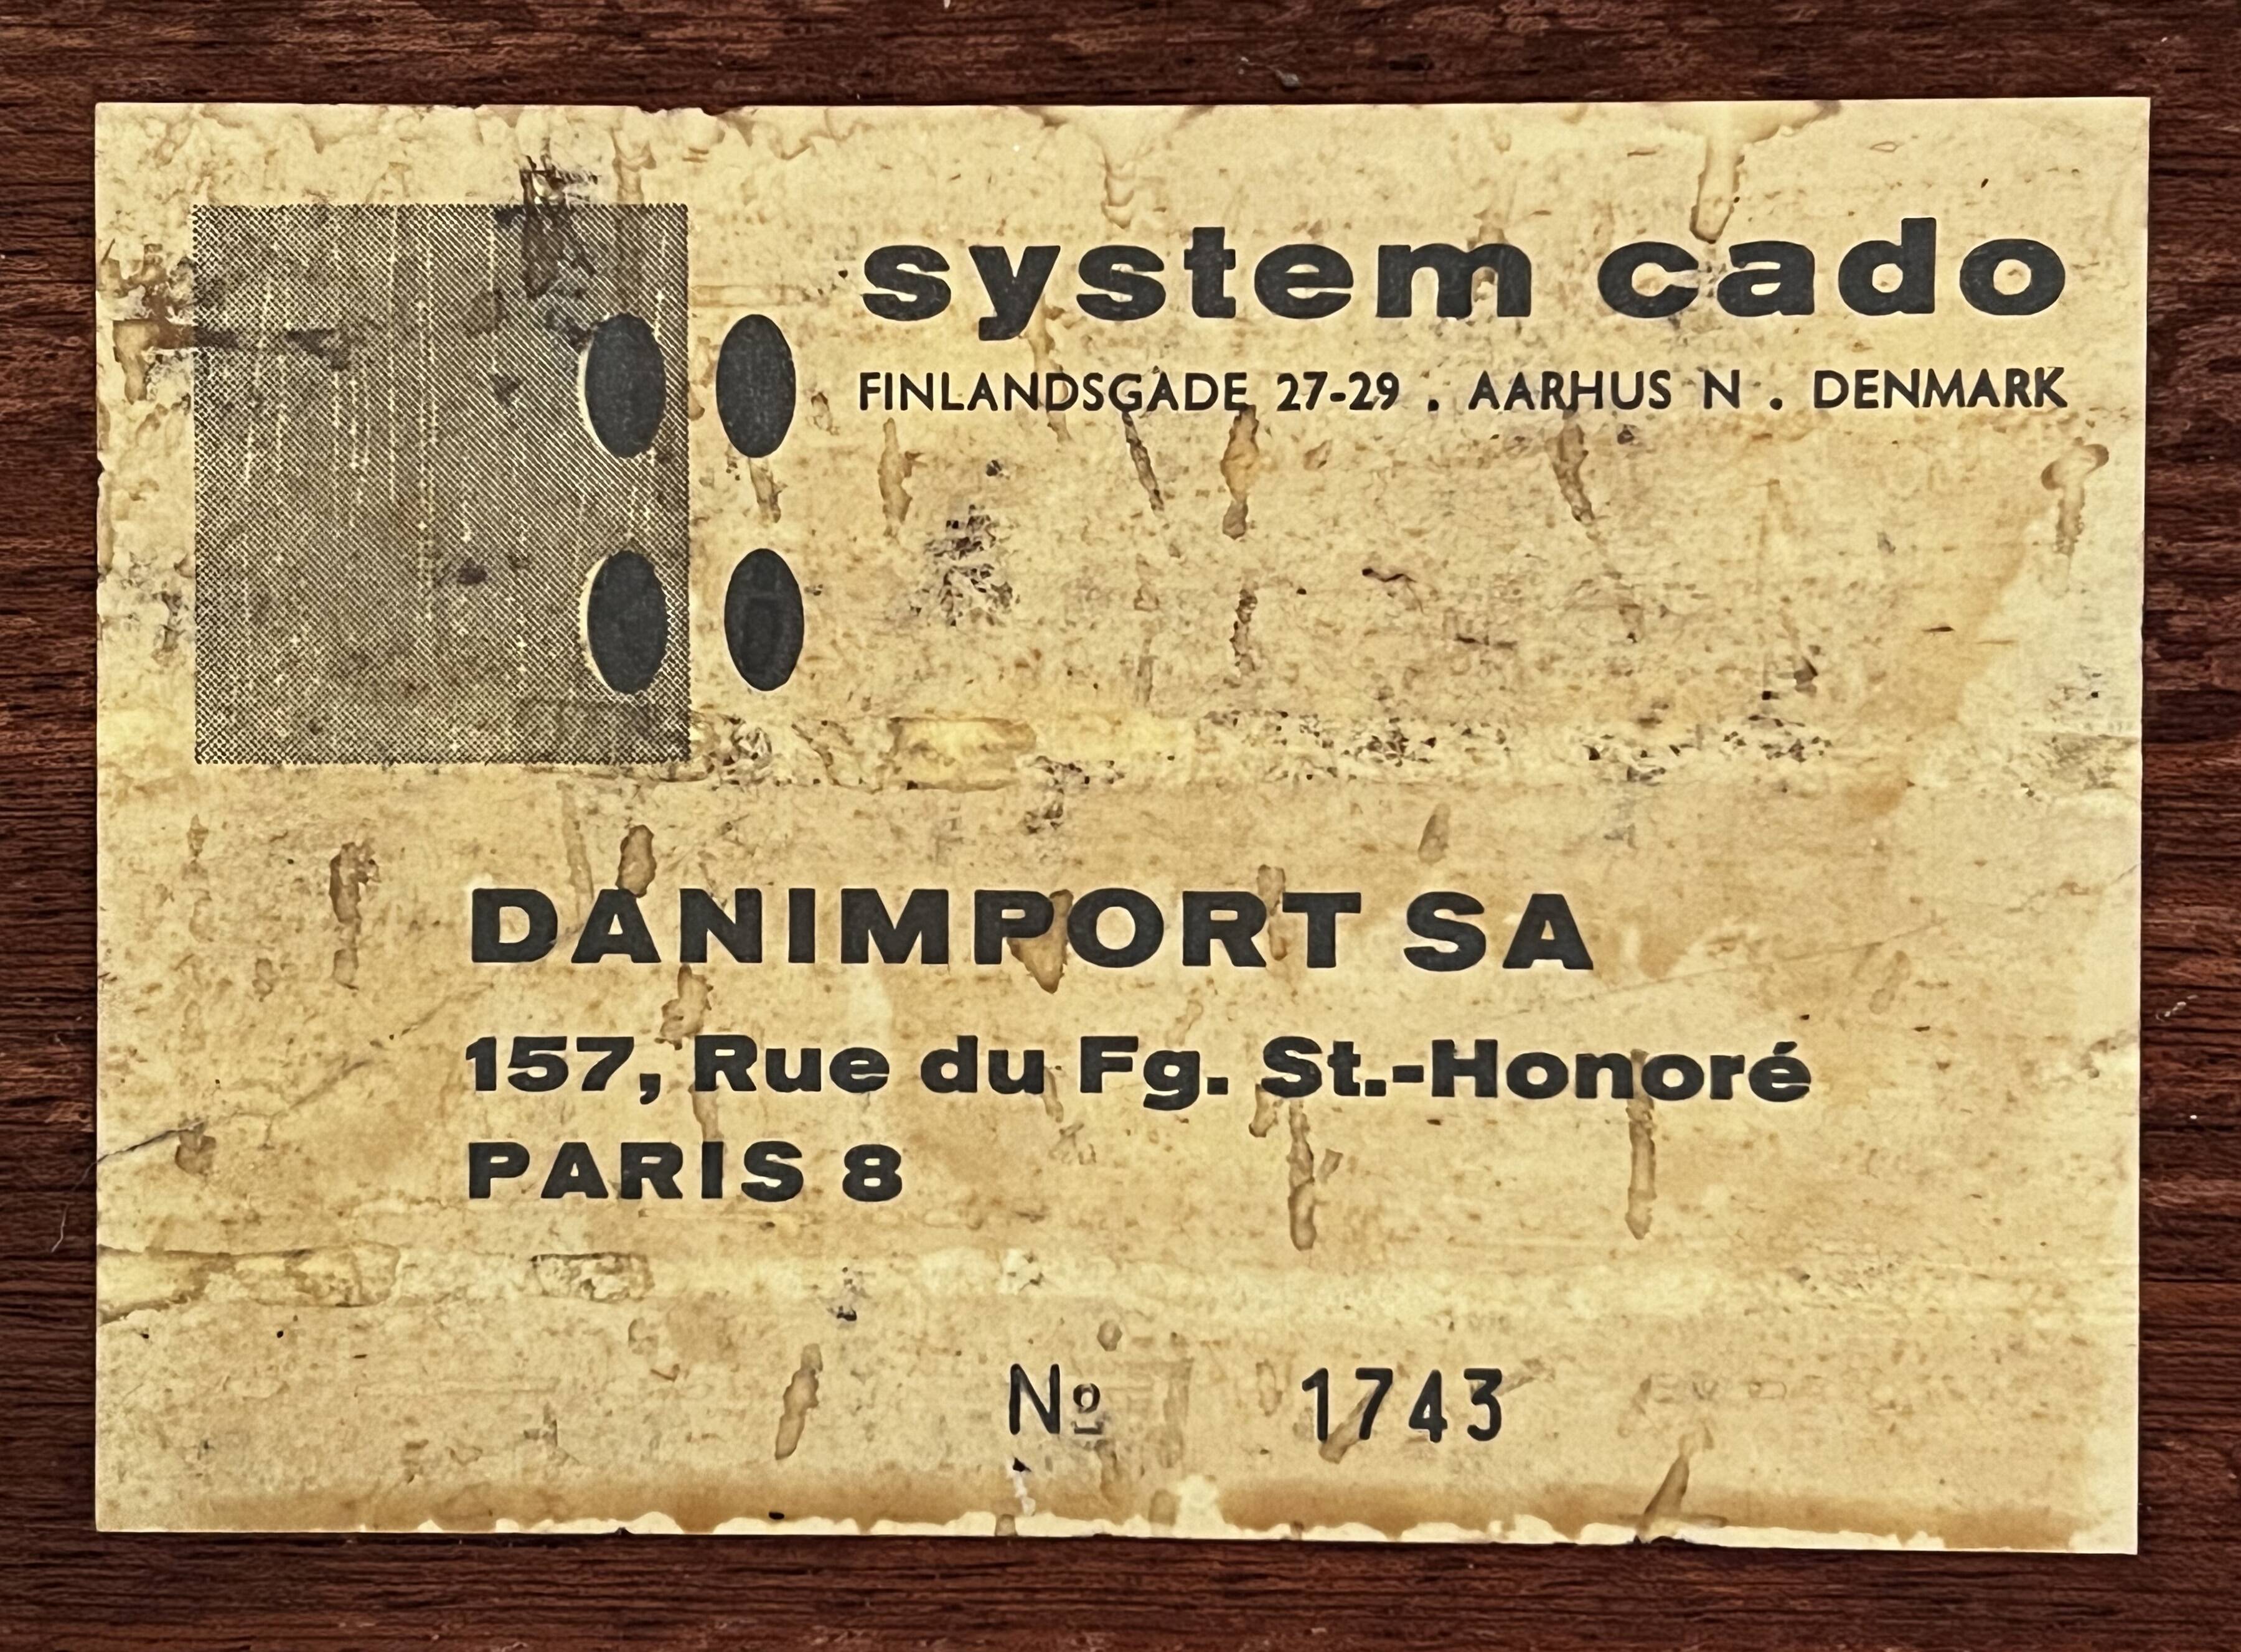 system cado
FINLANDSGADE 27-29 . AARHUS N . DENMARK
DANIMPORT SA
157, Rue du Fg. St.-Honoré
PARIS 8
Nº 1743